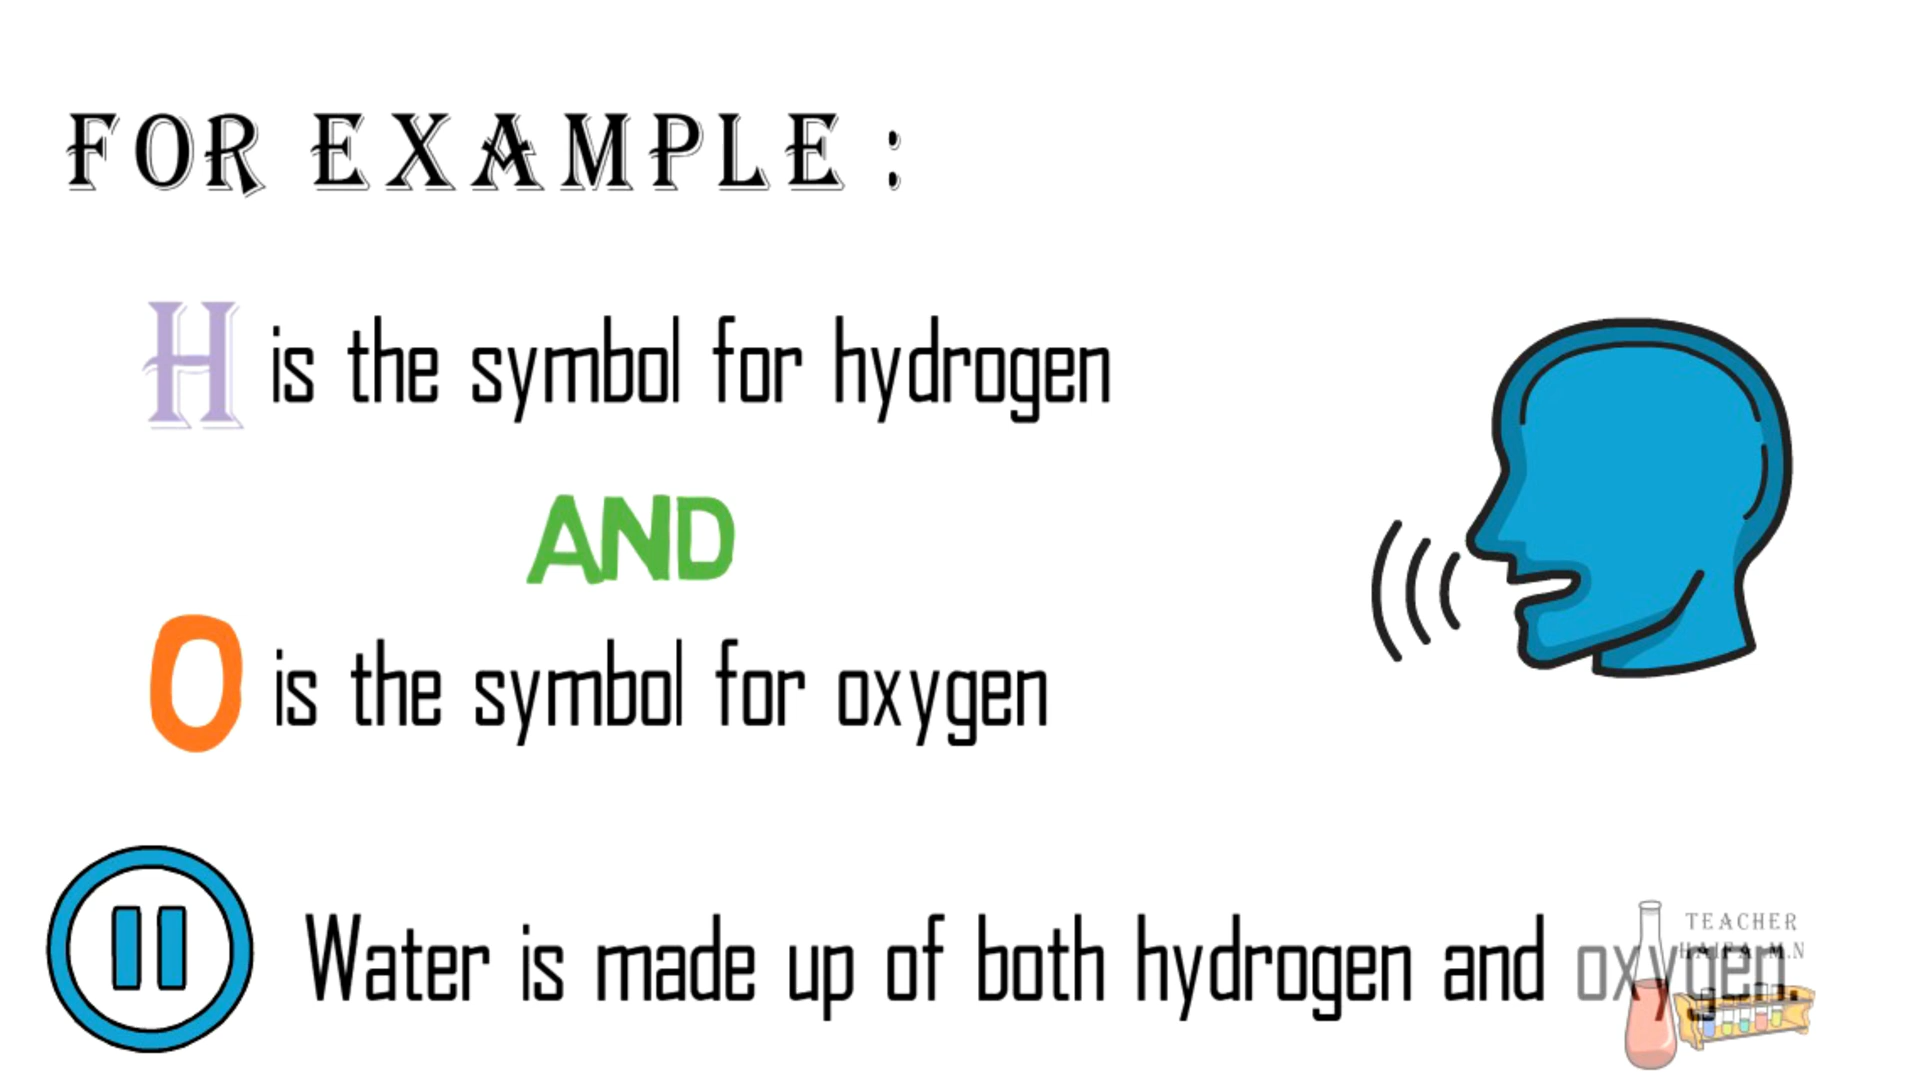 FOR EXAMPLE :
H is the symbol for hydrogen
AND
O is the symbol for oxygen
Water is made up of both hydrogen and oxygen.
TEACHER
HAIFA M.N